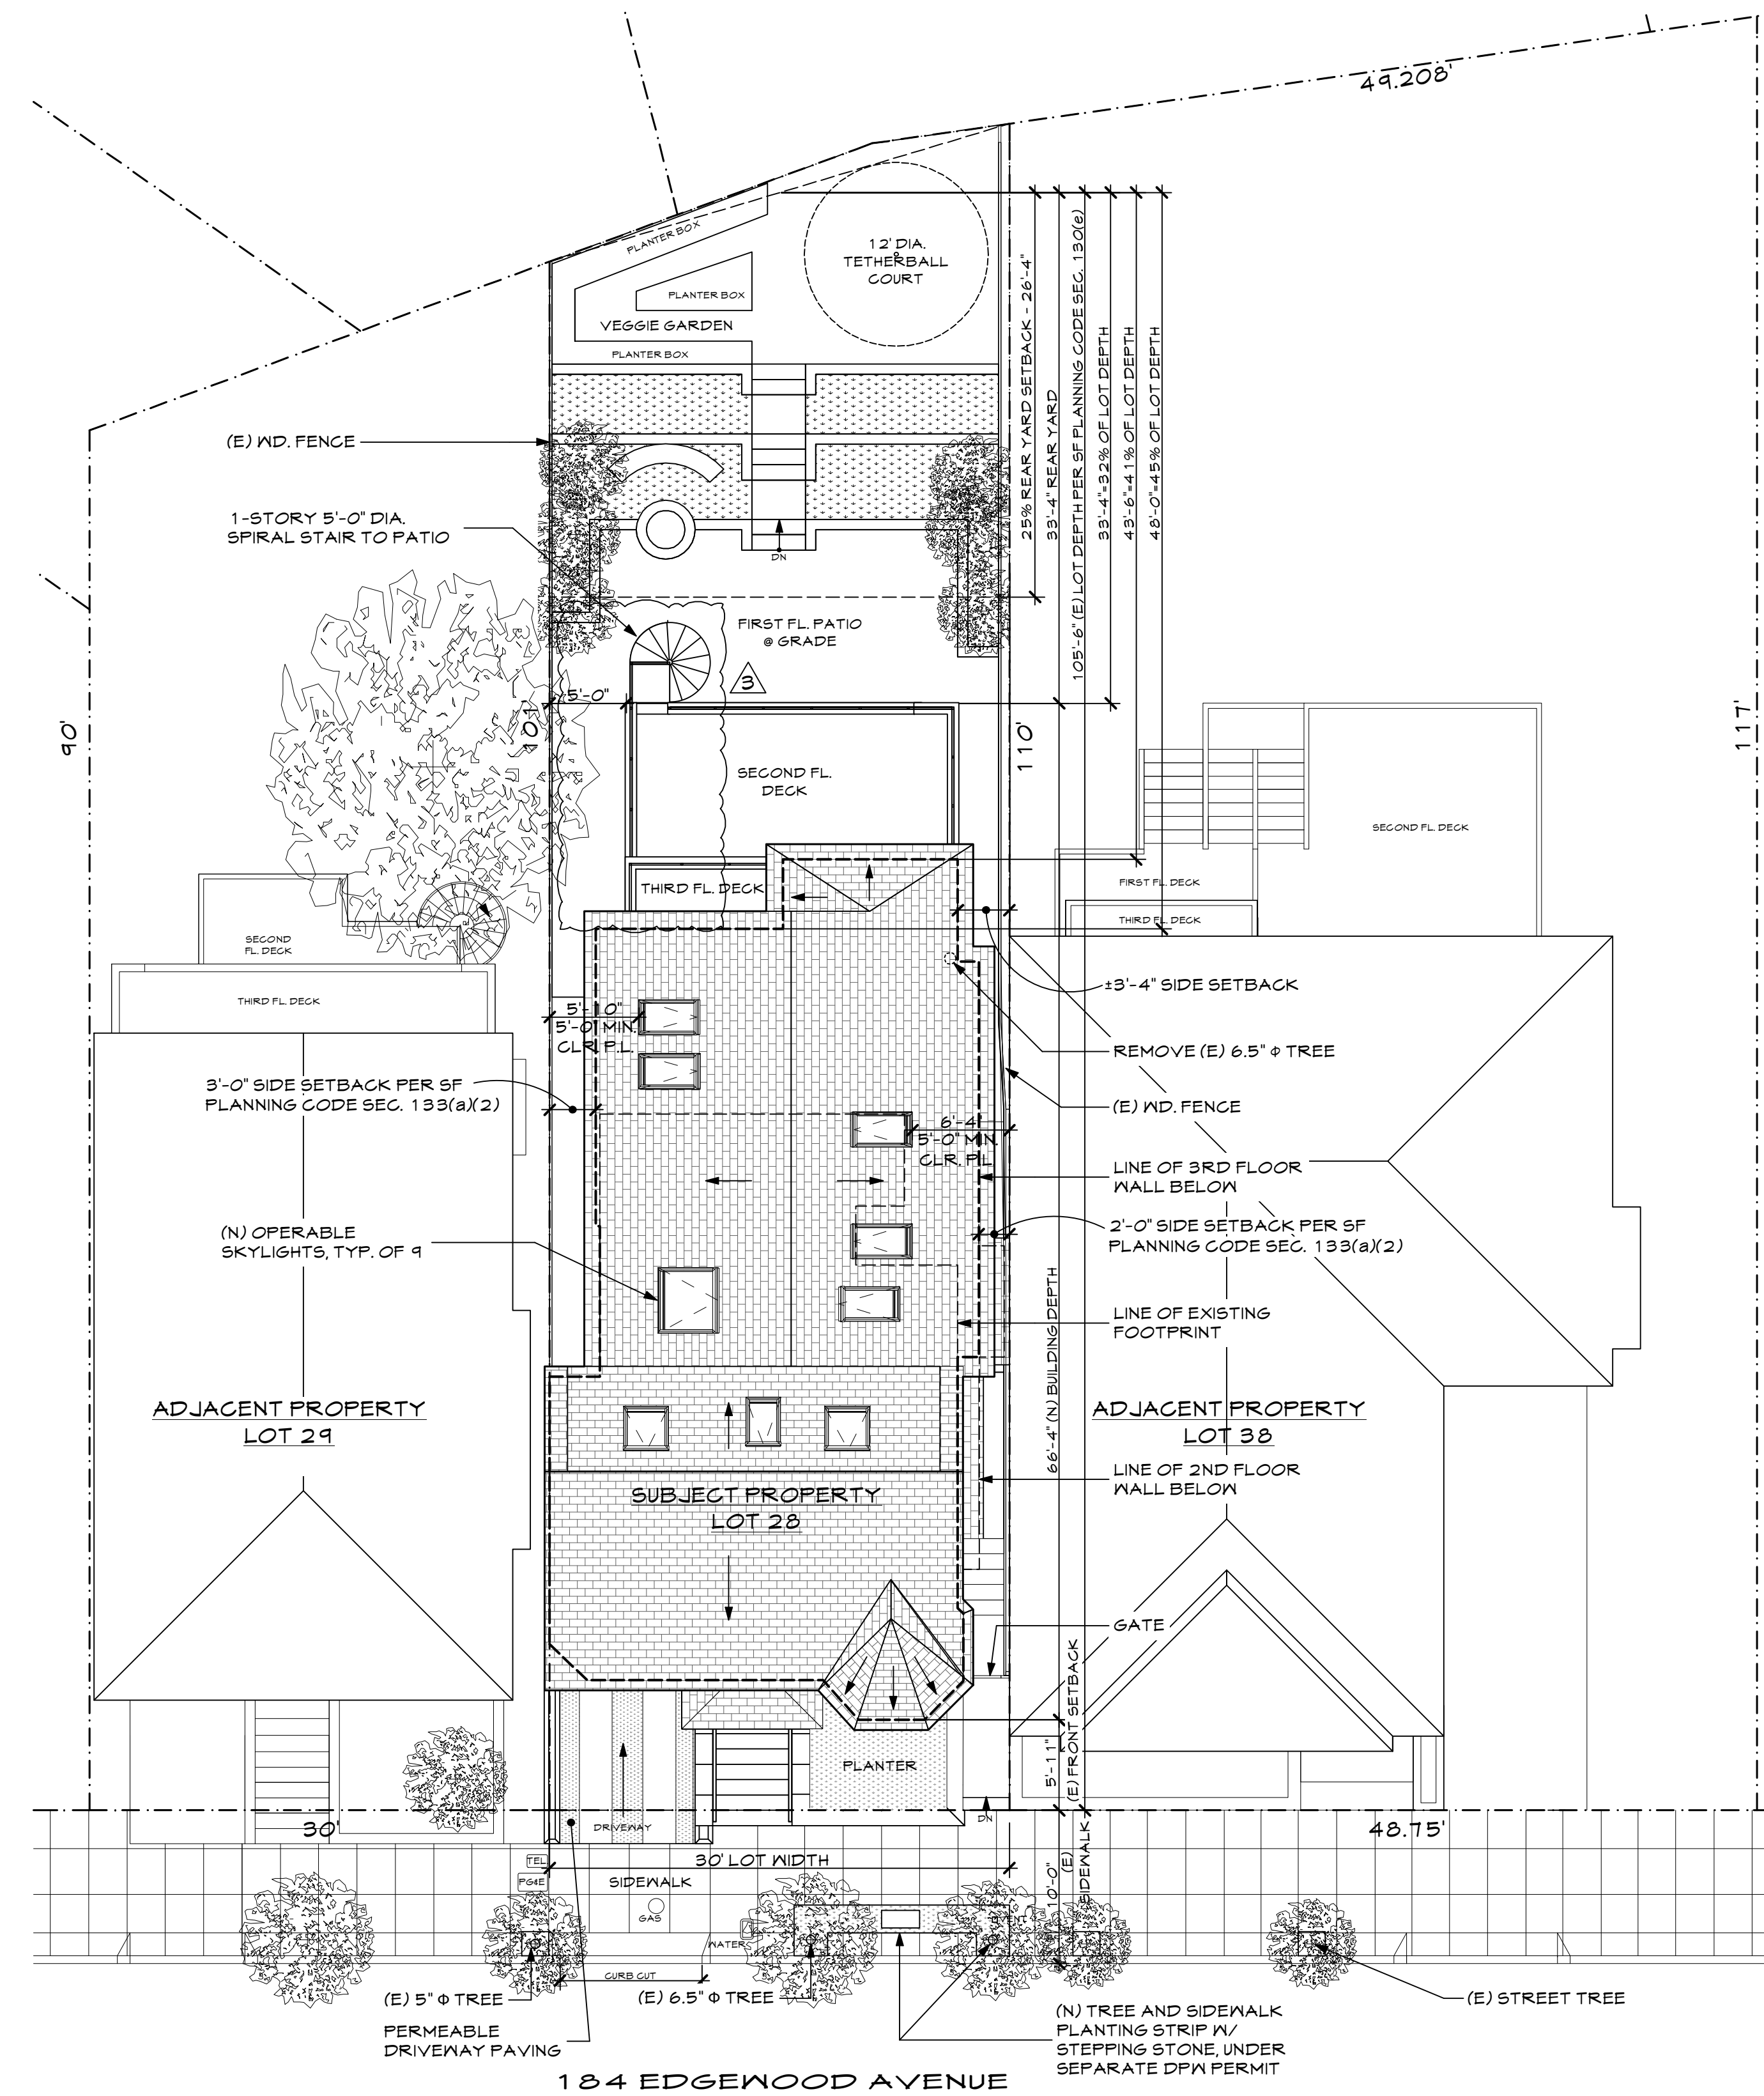 49.208'
PLANTER BOX
12' DIA.
TETHERBALL
COURT
PLANTER BOX
VEGGIE GARDEN
PLANTER BOX
25% REAR YARD SETBACK - 26'-4"
33'-4" REAR YARD
105'-6" (E) LOT DEPTH PER SF PLANNING CODE SEC. 130(e)
33'-4"=32% OF LOT DEPTH
43'-6"=41% OF LOT DEPTH
48'-0"=45% OF LOT DEPTH
(E) WD. FENCE
1-STORY 5'-0" DIA.
SPIRAL STAIR TO PATIO
DN
FIRST FL. PATIO
@ GRADE
3
5'-0"
90'
101'
110'
117'
SECOND FL.
DECK
SECOND FL. DECK
THIRD FL. DECK
FIRST FL. DECK
THIRD FL. DECK
SECOND
FL. DECK
THIRD FL. DECK
±3'-4" SIDE SETBACK
5'-10"
5'-0" MIN.
CLR. P.L.
REMOVE (E) 6.5" Φ TREE
3'-0" SIDE SETBACK PER SF
PLANNING CODE SEC. 133(a)(2)
(E) WD. FENCE
6'-4"
5'-0" MIN.
CLR. P.L.
LINE OF 3RD FLOOR
WALL BELOW
(N) OPERABLE
SKYLIGHTS, TYP. OF 9
2'-0" SIDE SETBACK PER SF
PLANNING CODE SEC. 133(a)(2)
66'-4" (N) BUILDING DEPTH
LINE OF EXISTING
FOOTPRINT
ADJACENT PROPERTY
LOT 29
ADJACENT PROPERTY
LOT 38
LINE OF 2ND FLOOR
WALL BELOW
SUBJECT PROPERTY
LOT 28
GATE
5'-11"
(E) FRONT SETBACK
PLANTER
DN
30'
DRIVEWAY
48.75'
TEL
30' LOT WIDTH
PG&E
SIDEWALK
10'-0"
(E)
SIDEWALK
GAS
WATER
CURB CUT
(E) 5" Φ TREE
(E) 6.5" Φ TREE
(E) STREET TREE
PERMEABLE
DRIVEWAY PAVING
(N) TREE AND SIDEWALK
PLANTING STRIP W/
STEPPING STONE, UNDER
SEPARATE DPW PERMIT
184 EDGEWOOD AVENUE